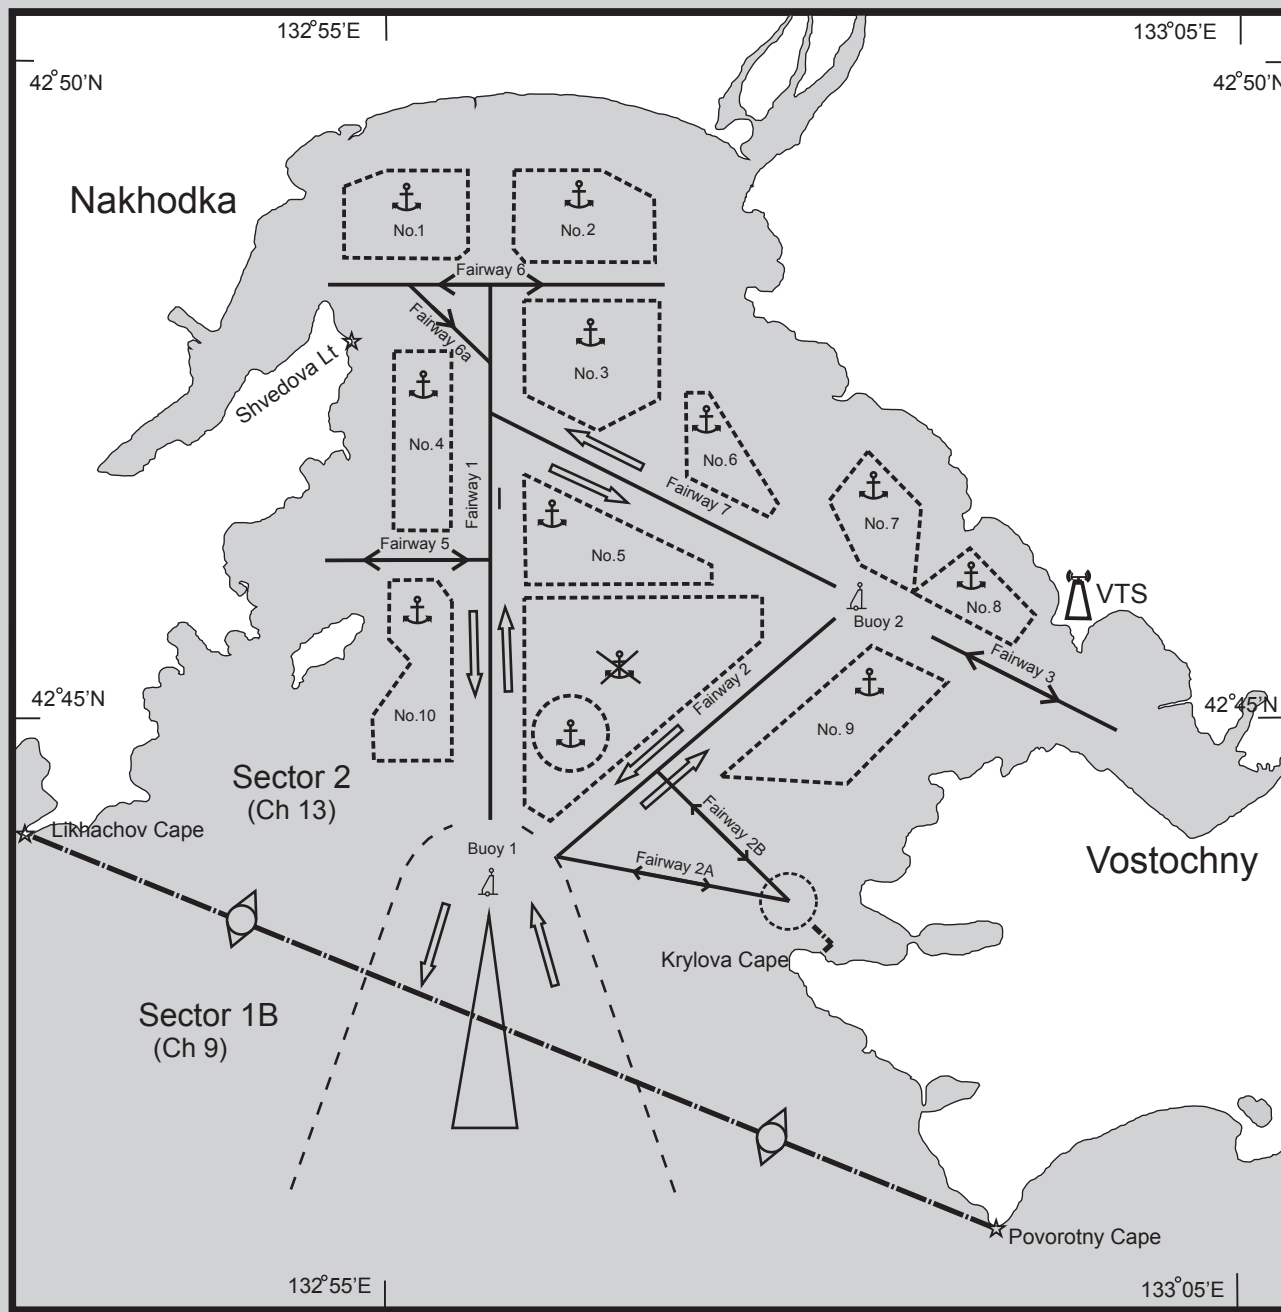 132°55'E
133°05'E
42°50'N
42°50'N
Nakhodka
No.1
No.2
Fairway 6
Fairway 6a
Shvedova Lt
No.3
No.4
No.6
Fairway 1
Fairway 7
No.7
Fairway 5
No.5
No.8
VTS
Buoy 2
Fairway 3
Fairway 2
42°45'N
42°45'N
No.10
No. 9
Sector 2
(Ch 13)
Likhachov Cape
Fairway 2B
Buoy 1
Fairway 2A
Vostochny
Krylova Cape
Sector 1B
(Ch 9)
Povorotny Cape
132°55'E
133°05'E